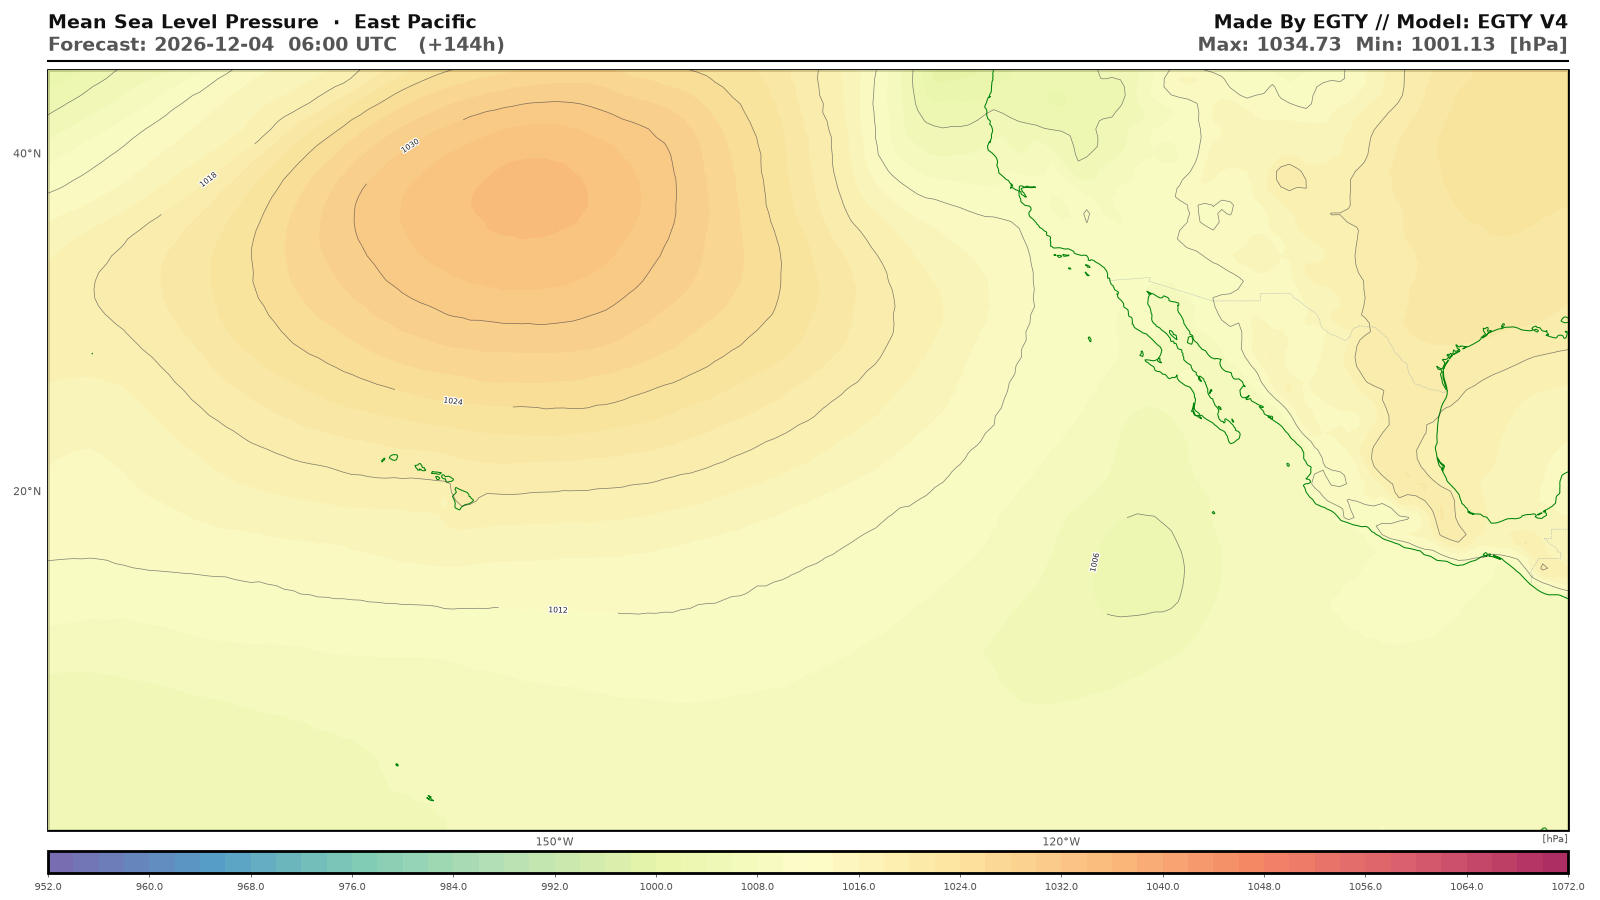 Mean Sea Level Pressure · East Pacific
Made By EGTY // Model: EGTY V4
Forecast: 2026-12-04 06:00 UTC (+144h)
Max: 1034.73 Min: 1001.13 [hPa]
40°N
1030
1018
1024
20°N
1006
1012
150°W
120°W
[hPa]
952.0 960.0 968.0 976.0 984.0 992.0 1000.0 1008.0 1016.0 1024.0 1032.0 1040.0 1048.0 1056.0 1064.0 1072.0